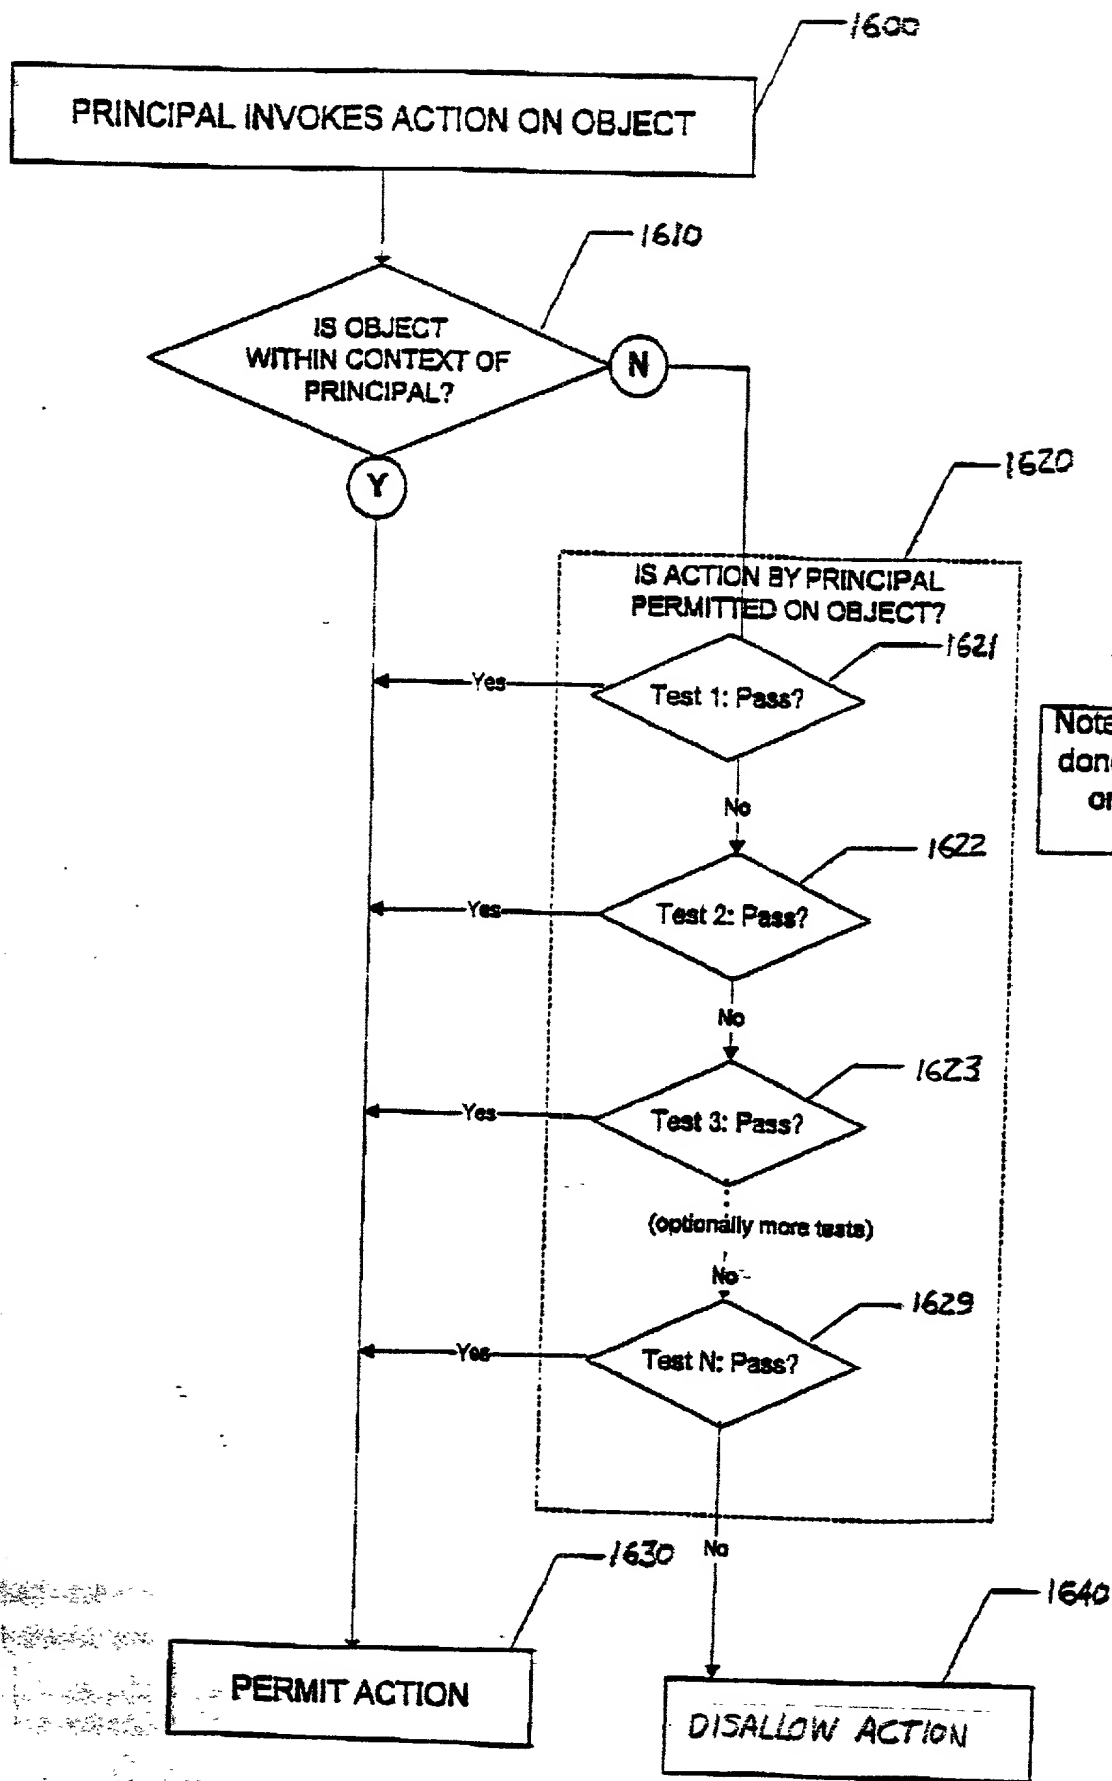 1600
PRINCIPAL INVOKES ACTION ON OBJECT
1610
IS OBJECT
WITHIN CONTEXT OF
PRINCIPAL?
N
Y
1620
IS ACTION BY PRINCIPAL
PERMITTED ON OBJECT?
1621
Yes
Test 1: Pass?
Note
No
1622
Yes
Test 2: Pass?
No
1623
Yes
Test 3: Pass?
(optionally more tests)
No
1629
Yes
Test N: Pass?
No
1630
1640
PERMIT ACTION
DISALLOW ACTION